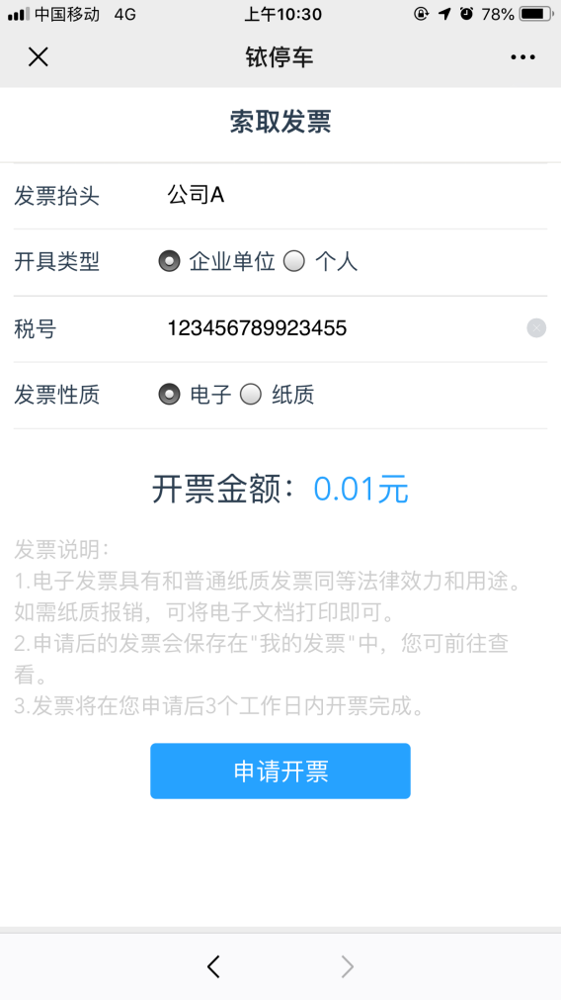 中国移动 4G 上午10:30 78%
铱停车
索取发票
发票抬头 公司A
开具类型 企业单位 个人
税号 123456789923455
发票性质 电子 纸质
开票金额：0.01元
发票说明：
1.电子发票具有和普通纸质发票同等法律效力和用途。
如需纸质报销，可将电子文档打印即可。
2.申请后的发票会保存在"我的发票"中，您可前往查
看。
3.发票将在您申请后3个工作日内开票完成。
申请开票